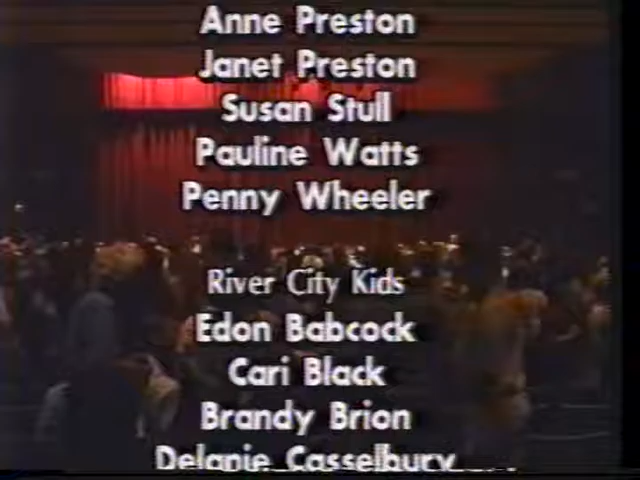 Anne Preston
Janet Preston
Susan Stull
Pauline Watts
Penny Wheeler
River City Kids
Edon Babcock
Cari Black
Brandy Brion
Delanie Casselbury